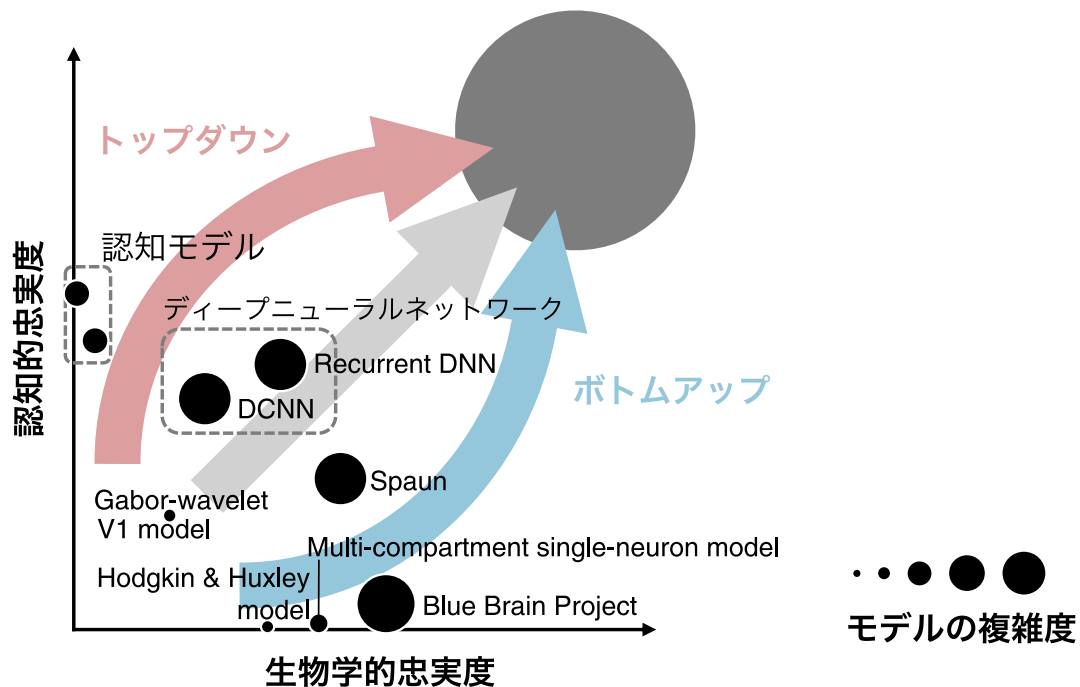 トップダウン
認知モデル
ディープニューラルネットワーク
Recurrent DNN
DCNN
ボトムアップ
認知的忠実度
Spaun
Gabor-wavelet
V1 model
Multi-compartment single-neuron model
Hodgkin & Huxley
model
Blue Brain Project
モデルの複雑度
生物学的忠実度